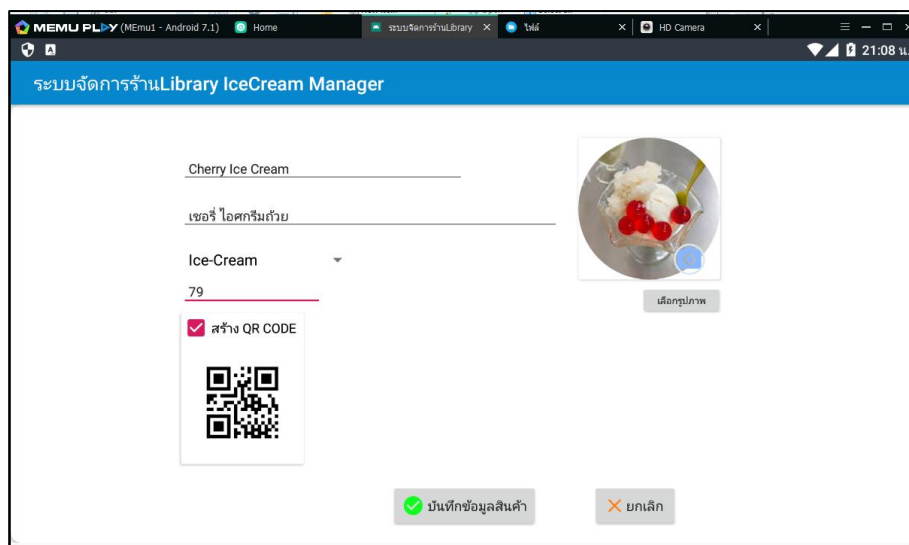 MEMU PLAY (MEmu1 - Android 7.1) Home ระบบจัดการร้านLibrary ไฟล์ HD Camera
21:08 น.
ระบบจัดการร้านLibrary IceCream Manager
Cherry Ice Cream
เชอรี่ ไอศกรีมถ้วย
Ice-Cream
79
เลือกรูปภาพ
สร้าง QR CODE
บันทึกข้อมูลสินค้า ยกเลิก